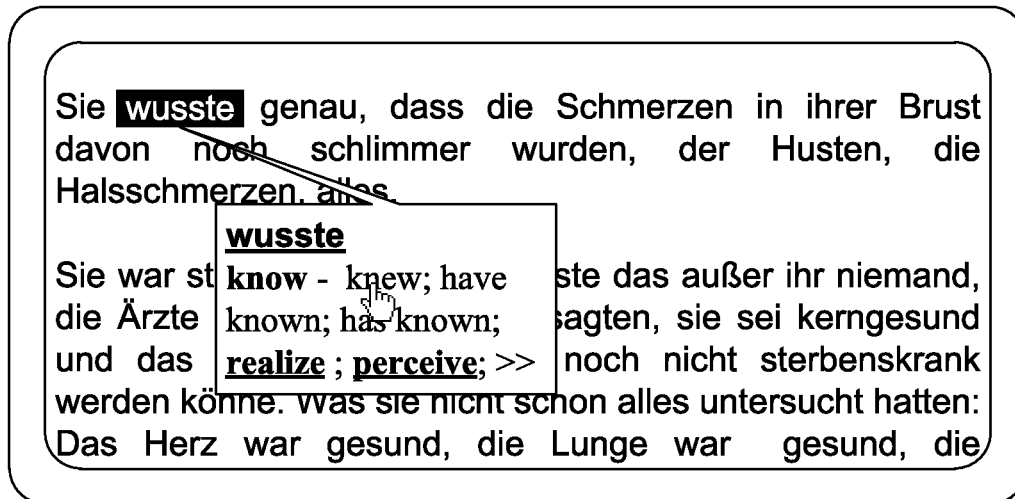 Sie wusste genau, dass die Schmerzen in ihrer Brust
davon noch schlimmer wurden, der Husten, die
Halsschmerzen, alles.
wusste
know - knew; have
known; has known;
realize ; perceive; >>
Sie war st ste das außer ihr niemand,
die Ärzte sagten, sie sei kerngesund
und das noch nicht sterbenskrank
werden könne. Was sie nicht schon alles untersucht hatten:
Das Herz war gesund, die Lunge war gesund, die